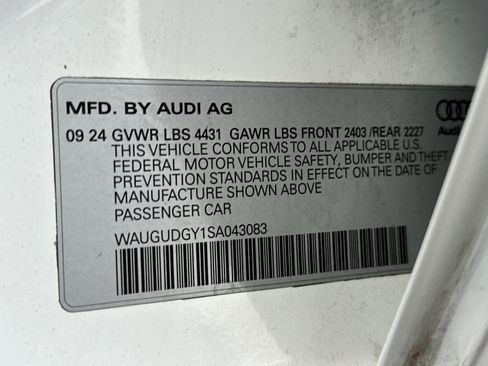 MFD. BY AUDI AG
09 24 GVWR LBS 4431 GAWR LBS FRONT 2403 /REAR 2227
THIS VEHICLE CONFORMS TO ALL APPLICABLE U.S.
FEDERAL MOTOR VEHICLE SAFETY, BUMPER AND THEFT
PREVENTION STANDARDS IN EFFECT ON THE DATE OF
MANUFACTURE SHOWN ABOVE
PASSENGER CAR
WAUGUDGY1SA043083
Audi